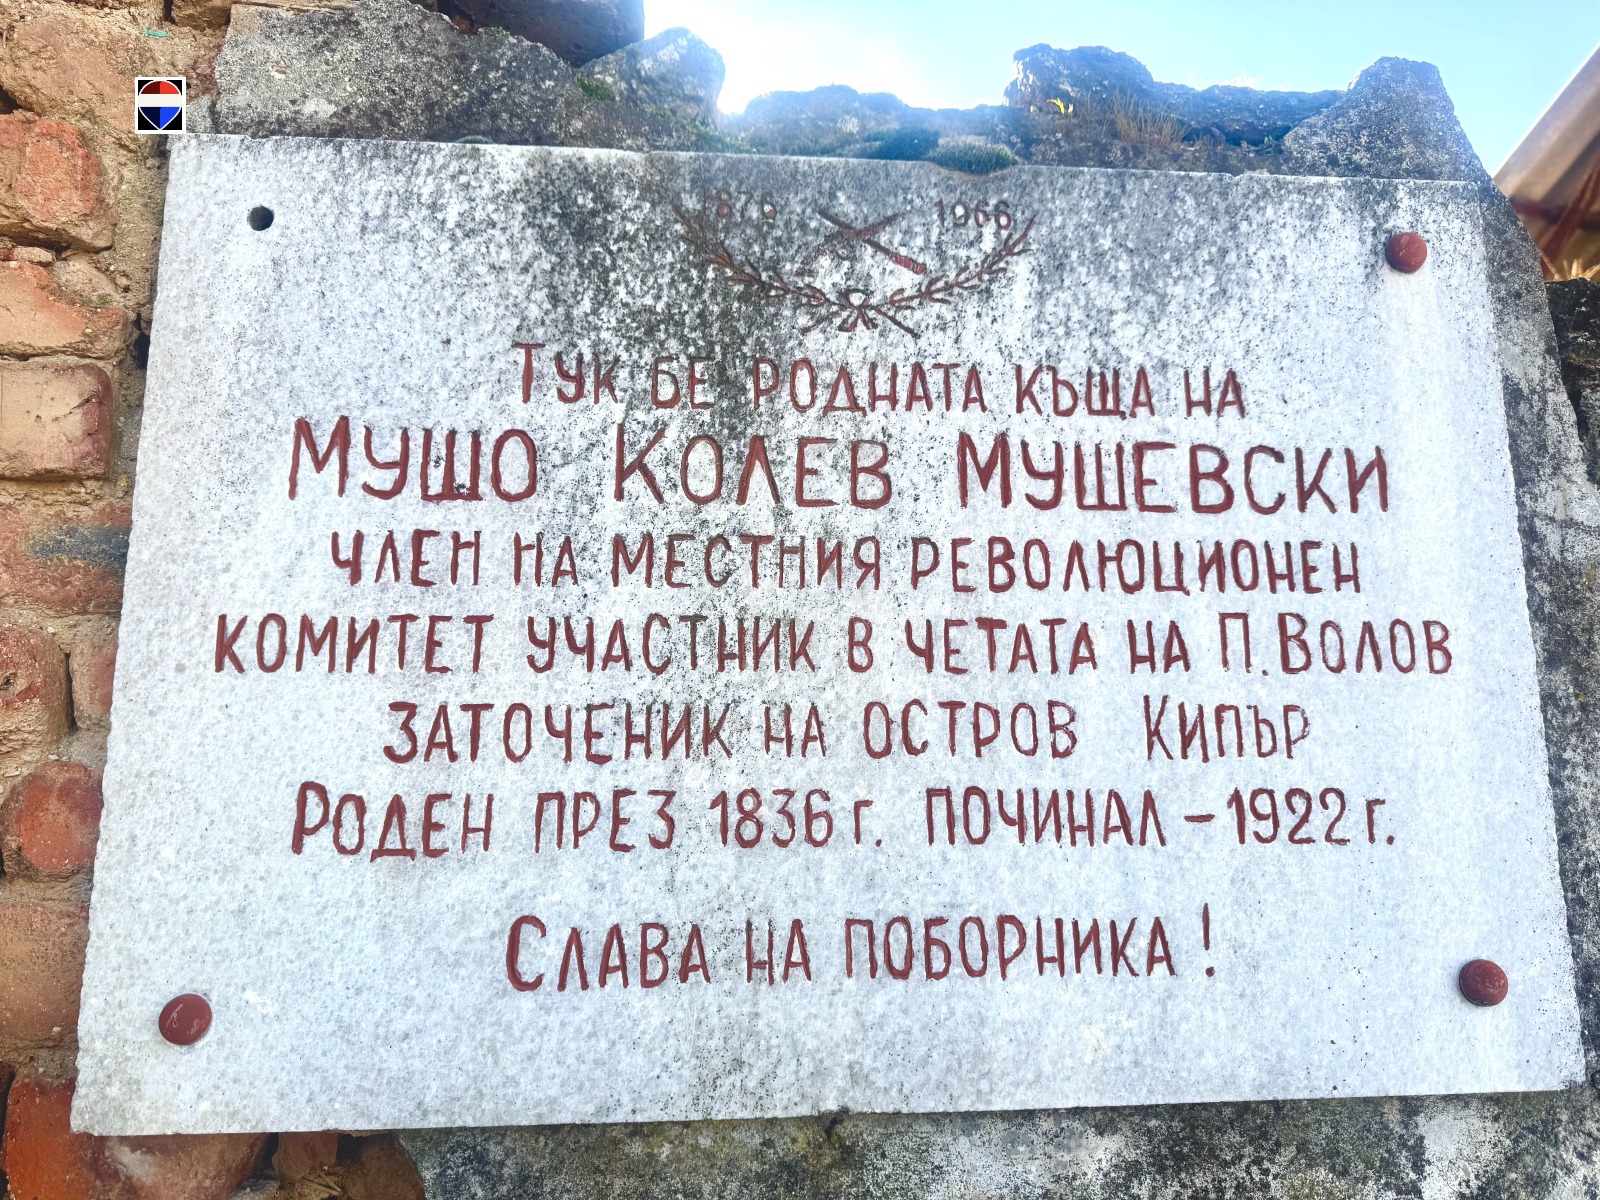 1876 1966
Тук бе родната къща на
Мушо Колев Мушевски
член на местния революционен
комитет участник в четата на П. Волов
заточеник на остров Кипър
Роден през 1836 г. починал – 1922 г.
Слава на поборника!